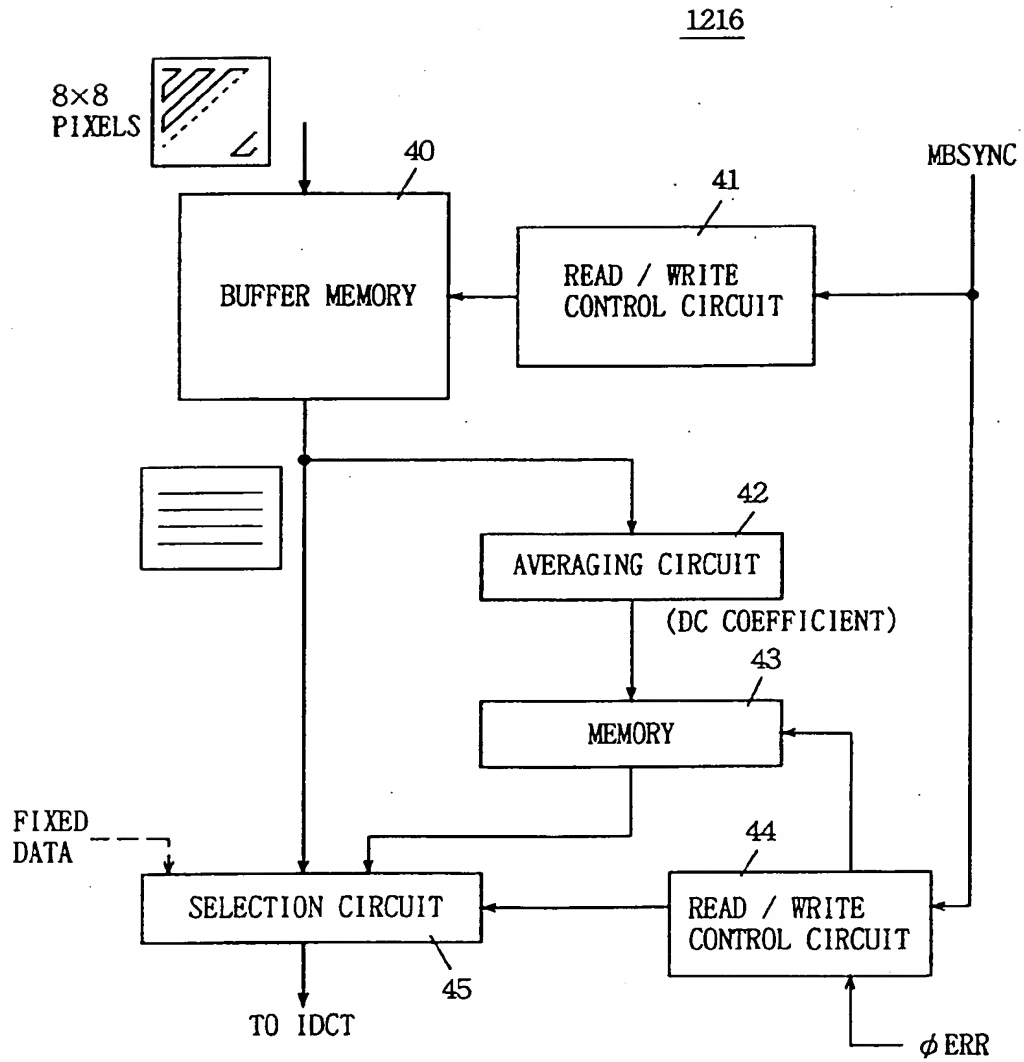 1216
8×8
PIXELS
40
MBSYNC
41
BUFFER MEMORY
READ / WRITE
CONTROL CIRCUIT
42
AVERAGING CIRCUIT
(DC COEFFICIENT)
43
MEMORY
FIXED
DATA
44
SELECTION CIRCUIT
READ / WRITE
CONTROL CIRCUIT
45
TO IDCT
φ ERR